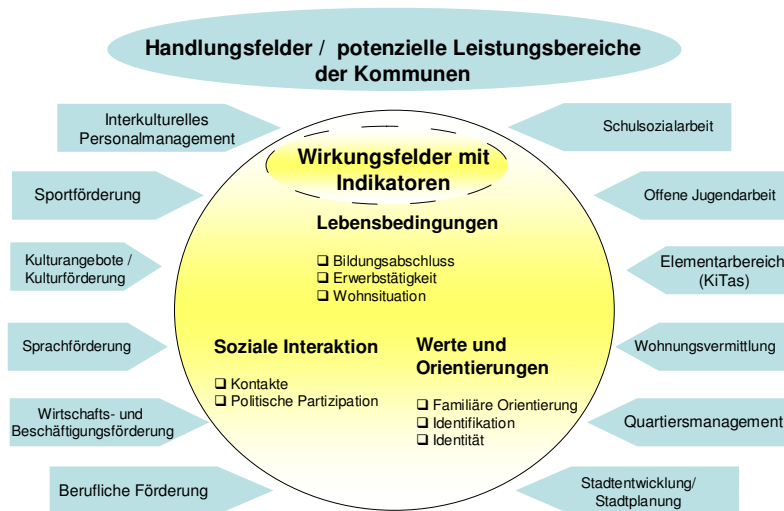 Handlungsfelder / potenzielle Leistungsbereiche
der Kommunen
Interkulturelles
Personalmanagement
Sportförderung
Kulturangebote /
Kulturförderung
Sprachförderung
Wirtschafts- und
Beschäftigungsförderung
Berufliche Förderung
Wirkungsfelder mit
Indikatoren
Lebensbedingungen
❑ Bildungsabschluss
❑ Erwerbstätigkeit
❑ Wohnsituation
Soziale Interaktion
❑ Kontakte
❑ Politische Partizipation
Werte und
Orientierungen
❑ Familiäre Orientierung
❑ Identifikation
❑ Identität
Schulsozialarbeit
Offene Jugendarbeit
Elementarbereich
(KiTas)
Wohnungsvermittlung
Quartiersmanagement
Stadtentwicklung/
Stadtplanung